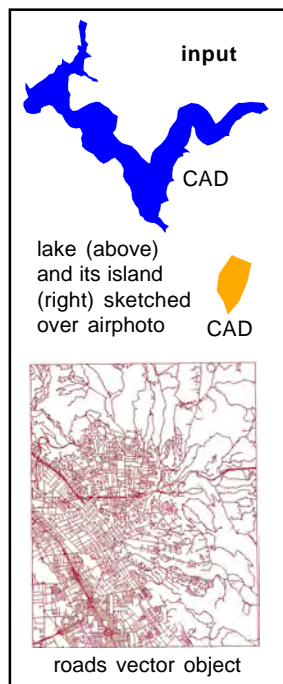 input
CAD
lake (above)
and its island
(right) sketched
over airphoto
CAD
roads vector object